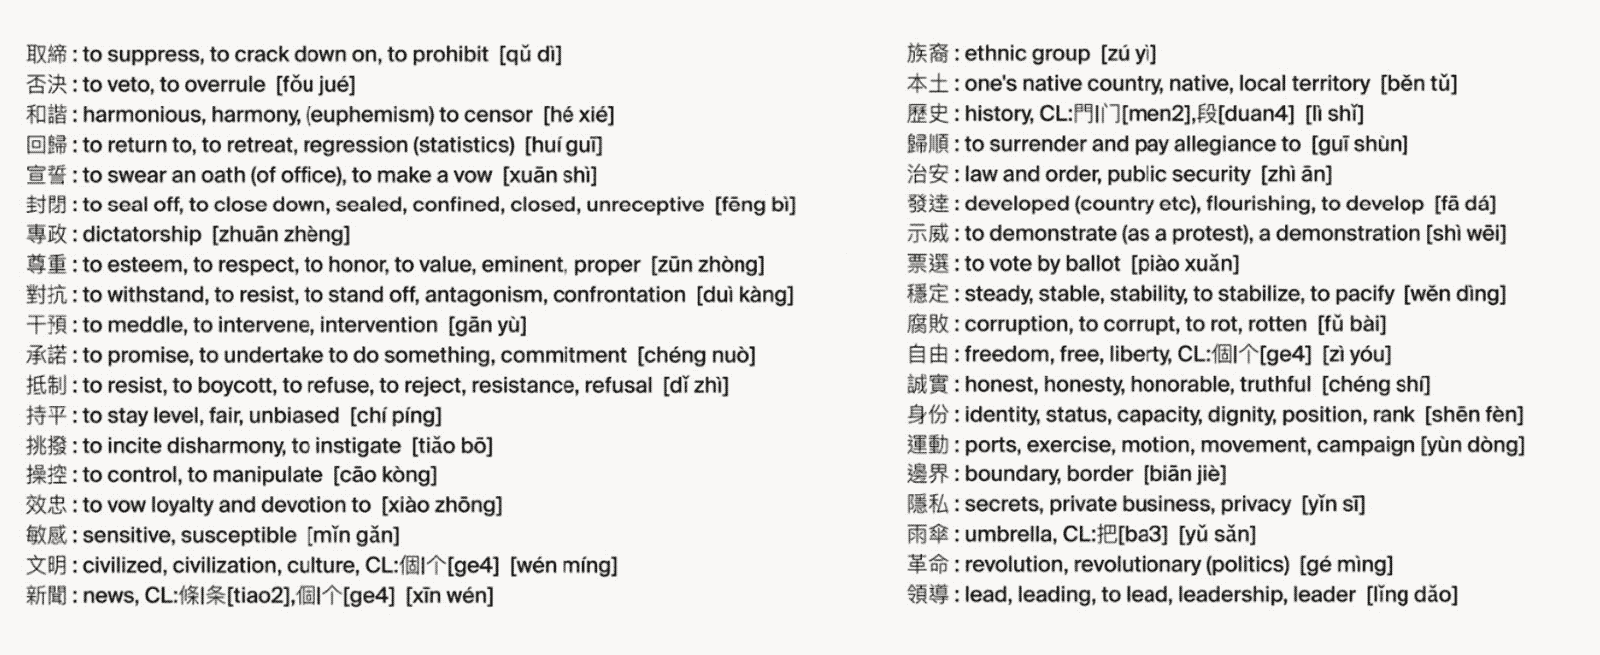 取締 : to suppress, to crack down on, to prohibit [qǔ dì]
否決 : to veto, to overrule [fǒu jué]
和諧 : harmonious, harmony, (euphemism) to censor [hé xié]
回歸 : to return to, to retreat, regression (statistics) [huí guī]
宣誓 : to swear an oath (of office), to make a vow [xuān shì]
封閉 : to seal off, to close down, sealed, confined, closed, unreceptive [fēng bì]
專政 : dictatorship [zhuān zhèng]
尊重 : to esteem, to respect, to honor, to value, eminent, proper [zūn zhòng]
對抗 : to withstand, to resist, to stand off, antagonism, confrontation [duì kàng]
干預 : to meddle, to intervene, intervention [gān yù]
承諾 : to promise, to undertake to do something, commitment [chéng nuò]
抵制 : to resist, to boycott, to refuse, to reject, resistance, refusal [dǐ zhì]
持平 : to stay level, fair, unbiased [chí píng]
挑撥 : to incite disharmony, to instigate [tiǎo bō]
操控 : to control, to manipulate [cāo kòng]
效忠 : to vow loyalty and devotion to [xiào zhōng]
敏感 : sensitive, susceptible [mǐn gǎn]
文明 : civilized, civilization, culture, CL:個|个[ge4] [wén míng]
新聞 : news, CL:條|条[tiao2],個|个[ge4] [xīn wén]
族裔 : ethnic group [zú yì]
本土 : one's native country, native, local territory [běn tǔ]
歷史 : history, CL:門|门[men2],段[duan4] [lì shǐ]
歸順 : to surrender and pay allegiance to [guī shùn]
治安 : law and order, public security [zhì ān]
發達 : developed (country etc), flourishing, to develop [fā dá]
示威 : to demonstrate (as a protest), a demonstration [shì wēi]
票選 : to vote by ballot [piào xuǎn]
穩定 : steady, stable, stability, to stabilize, to pacify [wěn dìng]
腐敗 : corruption, to corrupt, to rot, rotten [fǔ bài]
自由 : freedom, free, liberty, CL:個|个[ge4] [zì yóu]
誠實 : honest, honesty, honorable, truthful [chéng shí]
身份 : identity, status, capacity, dignity, position, rank [shēn fèn]
運動 : ports, exercise, motion, movement, campaign [yùn dòng]
邊界 : boundary, border [biān jiè]
隱私 : secrets, private business, privacy [yǐn sī]
雨傘 : umbrella, CL:把[ba3] [yǔ sǎn]
革命 : revolution, revolutionary (politics) [gé mìng]
領導 : lead, leading, to lead, leadership, leader [lǐng dǎo]